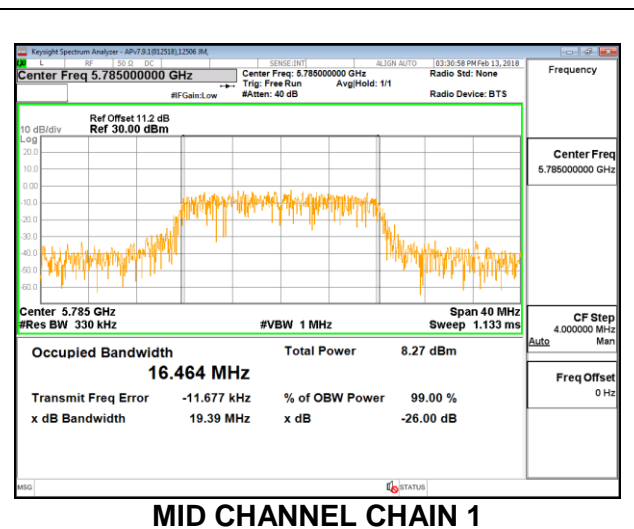 Keysight Spectrum Analyzer - APv7.9.1(012518),12506 JM,
L RF 50 Ω DC SENSE:INT ALIGN AUTO 03:30:58 PM Feb 13, 2018
Center Freq 5.785000000 GHz Center Freq: 5.785000000 GHz Radio Std: None Frequency
Trig: Free Run Avg|Hold: 1/1
#IFGain:Low #Atten: 40 dB Radio Device: BTS
Ref Offset 11.2 dB
10 dB/div Ref 30.00 dBm
Log
20.0
10.0
0.00
-10.0
-20.0
-30.0
-40.0
-50.0
-60.0
Center Freq
5.785000000 GHz
Center 5.785 GHz Span 40 MHz
#Res BW 330 kHz #VBW 1 MHz Sweep 1.133 ms
CF Step
4.000000 MHz
Auto Man
Occupied Bandwidth Total Power 8.27 dBm
16.464 MHz
Freq Offset
0 Hz
Transmit Freq Error -11.677 kHz % of OBW Power 99.00 %
x dB Bandwidth 19.39 MHz x dB -26.00 dB
MSG STATUS
MID CHANNEL CHAIN 1